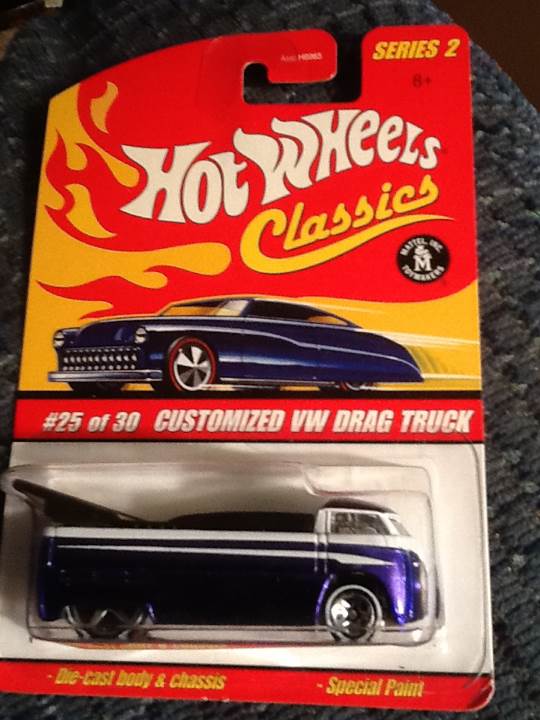 SERIES 2
8+
HOT WHEELS
Classics
MATTEL, INC.
M
TOYMAKERS
#25 of 30 CUSTOMIZED VW DRAG TRUCK
- Die-cast body & chassis
- Special Paint